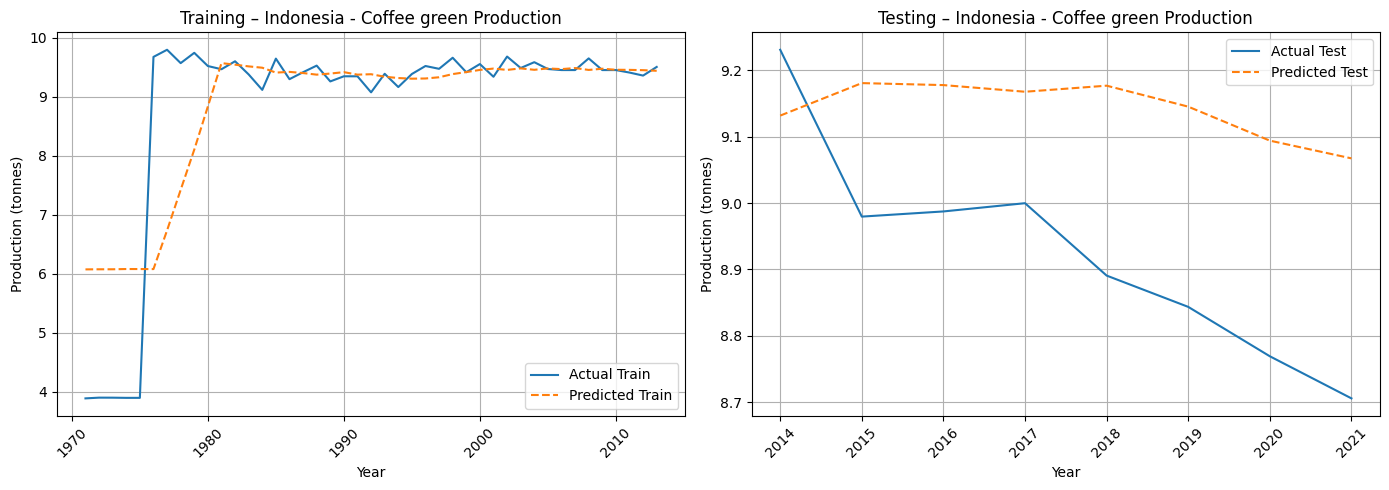 Training – Indonesia - Coffee green Production
Production (tonnes)
10
9
8
7
6
5
4
Actual Train
Predicted Train
1970
1980
1990
2000
2010
Year
Testing – Indonesia - Coffee green Production
Production (tonnes)
9.2
9.1
9.0
8.9
8.8
8.7
Actual Test
Predicted Test
2014
2015
2016
2017
2018
2019
2020
2021
Year